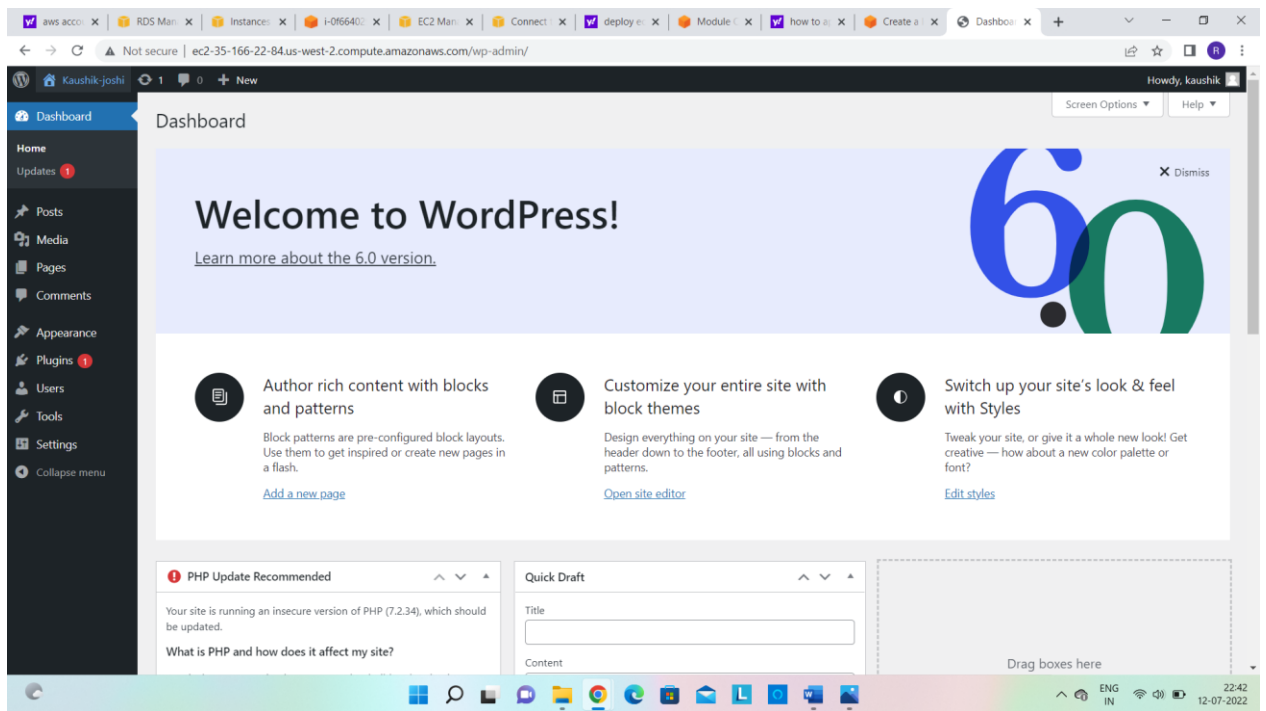 aws acco
RDS Man
Instances
i-0f66402
EC2 Man
Connect
deploy ec
Module
how to ap
Create a
Dashboar
Not secure | ec2-35-166-22-84.us-west-2.compute.amazonaws.com/wp-admin/
R
Kaushik-joshi
1
0
New
Howdy, kaushik
Dashboard
Home
Updates 1
Posts
Media
Pages
Comments
Appearance
Plugins 1
Users
Tools
Settings
Collapse menu
Screen Options
Help
Dashboard
Welcome to WordPress!
Learn more about the 6.0 version.
6.0
Dismiss
Author rich content with blocks
and patterns
Block patterns are pre-configured block layouts.
Use them to get inspired or create new pages in
a flash.
Add a new page
Customize your entire site with
block themes
Design everything on your site — from the
header down to the footer, all using blocks and
patterns.
Open site editor
Switch up your site's look & feel
with Styles
Tweak your site, or give it a whole new look! Get
creative — how about a new color palette or
font?
Edit styles
PHP Update Recommended
Your site is running an insecure version of PHP (7.2.34), which should
be updated.
What is PHP and how does it affect my site?
Quick Draft
Title
Content
Drag boxes here
L
ENG
IN
22:42
12-07-2022